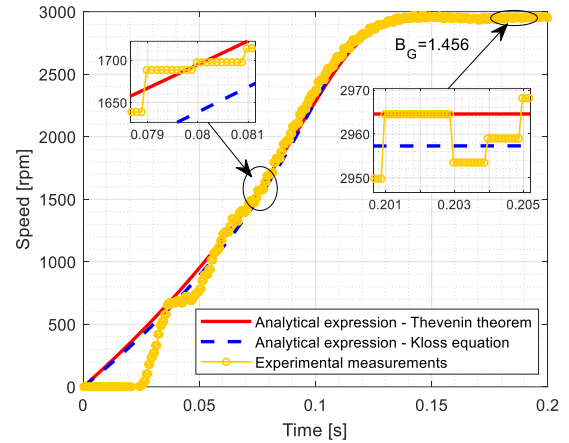 3000
2500
2000
1500
1000
500
0
Speed [rpm]
1700
1650
0.079
0.08
0.081
B_G=1.456
2970
2960
2950
0.201
0.203
0.205
Analytical expression - Thevenin theorem
Analytical expression - Kloss equation
Experimental measurements
0 0.05 0.1 0.15 0.2
Time [s]